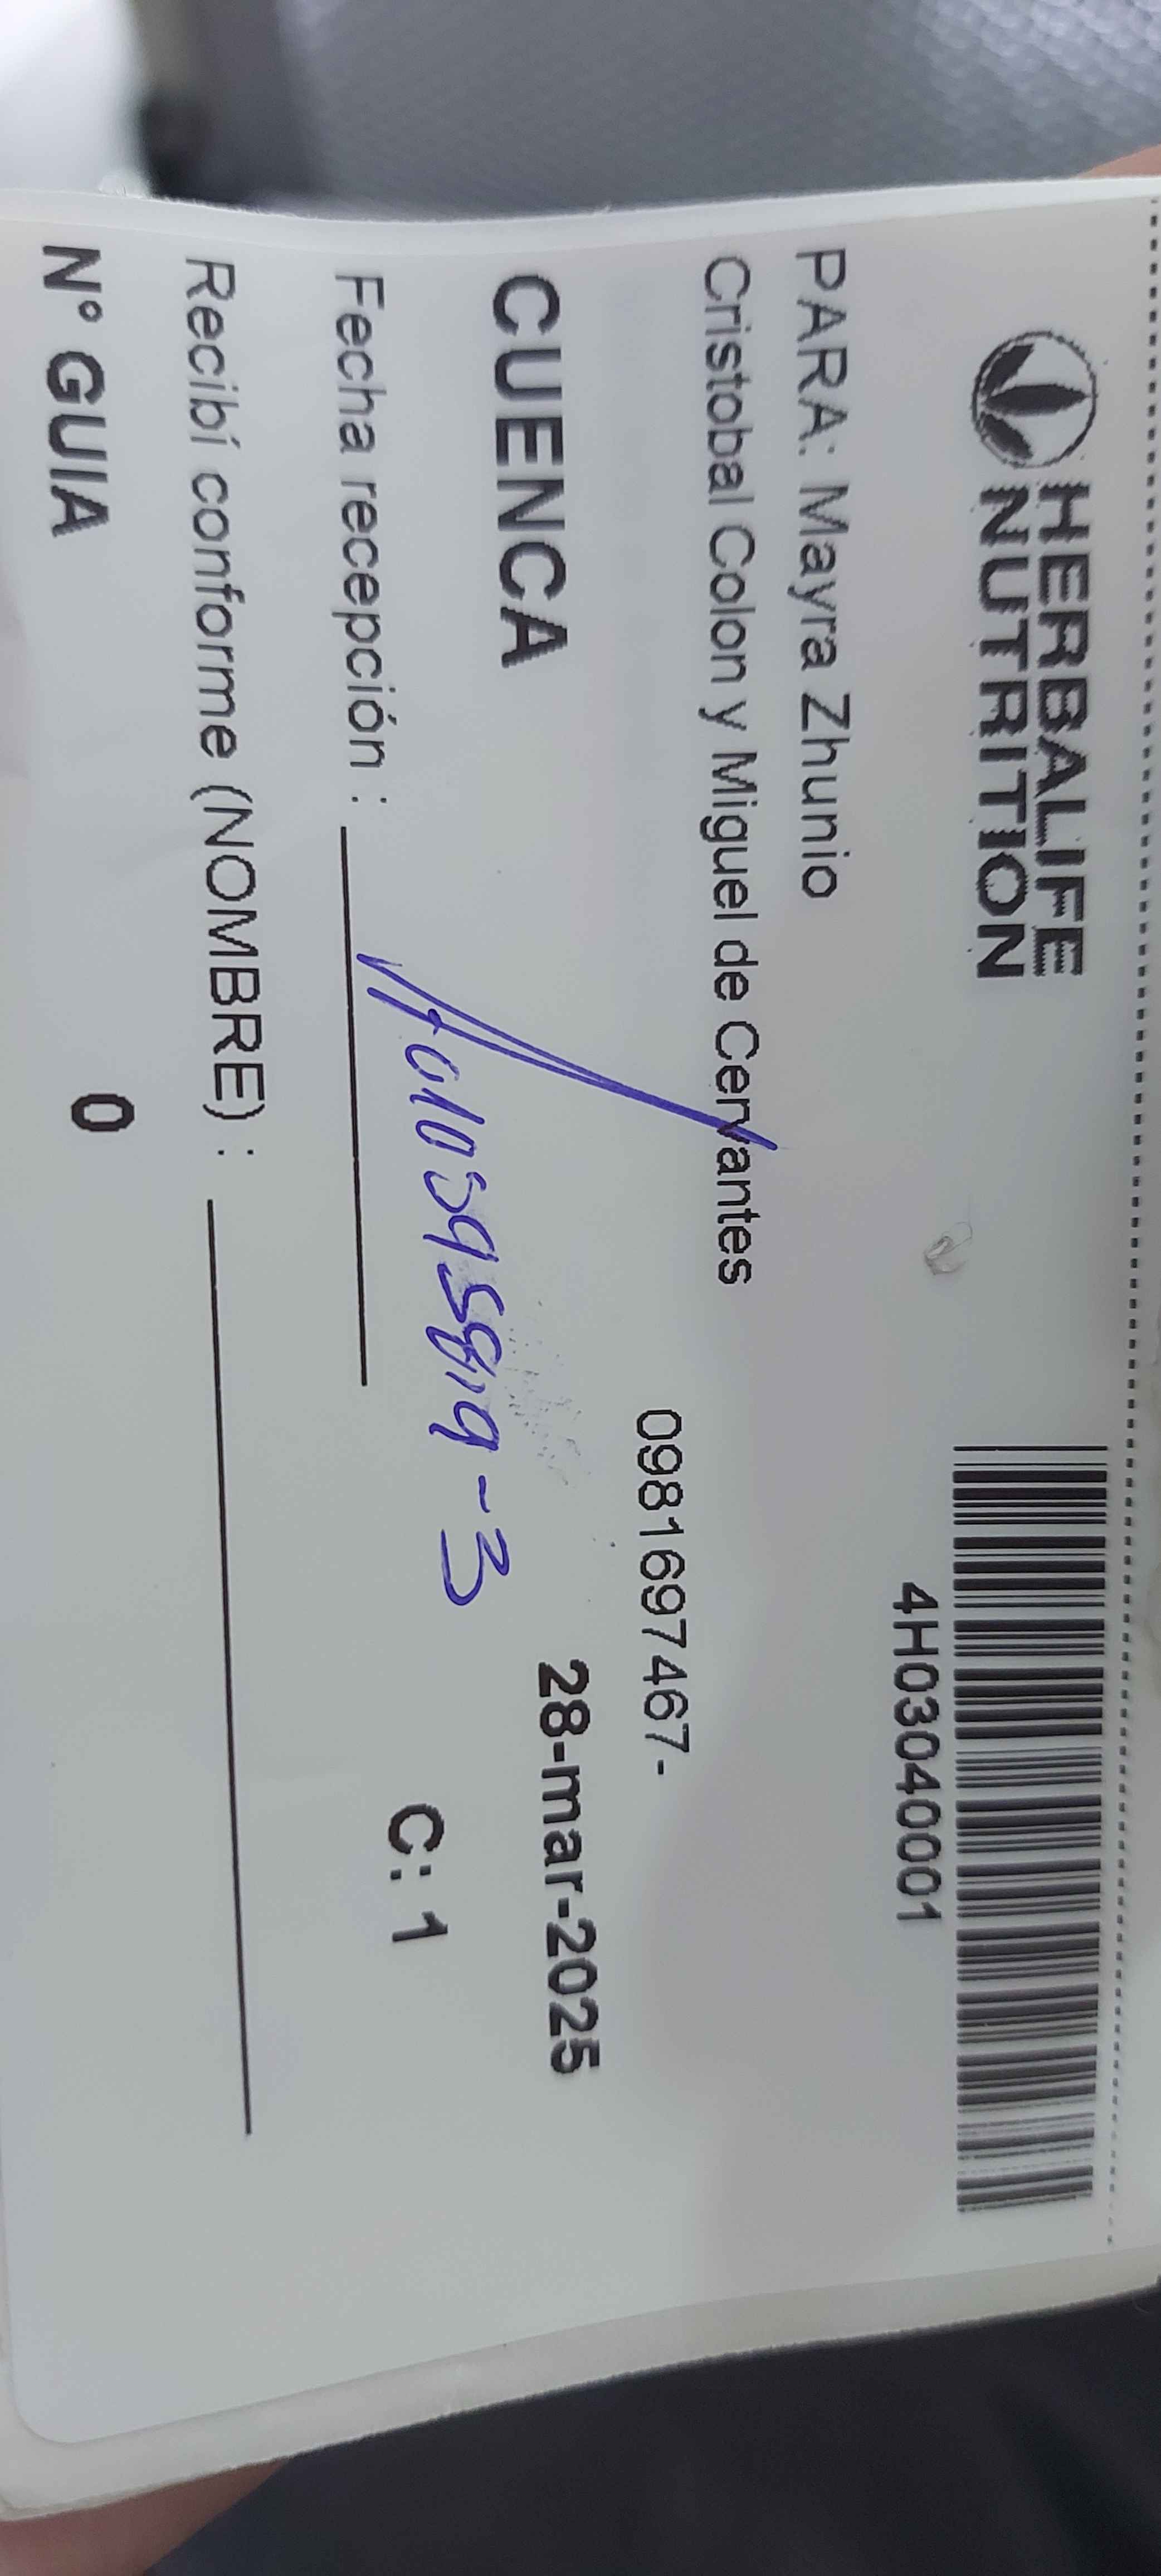 HERBALIFE
NUTRITION
4H03040001
PARA: Mayra Zhunio
Cristobal Colon y Miguel de Cervantes
0981697467-
CUENCA
28-mar-2025
Fecha recepción :
C: 1
Recibí conforme (NOMBRE) :
N° GUIA 0